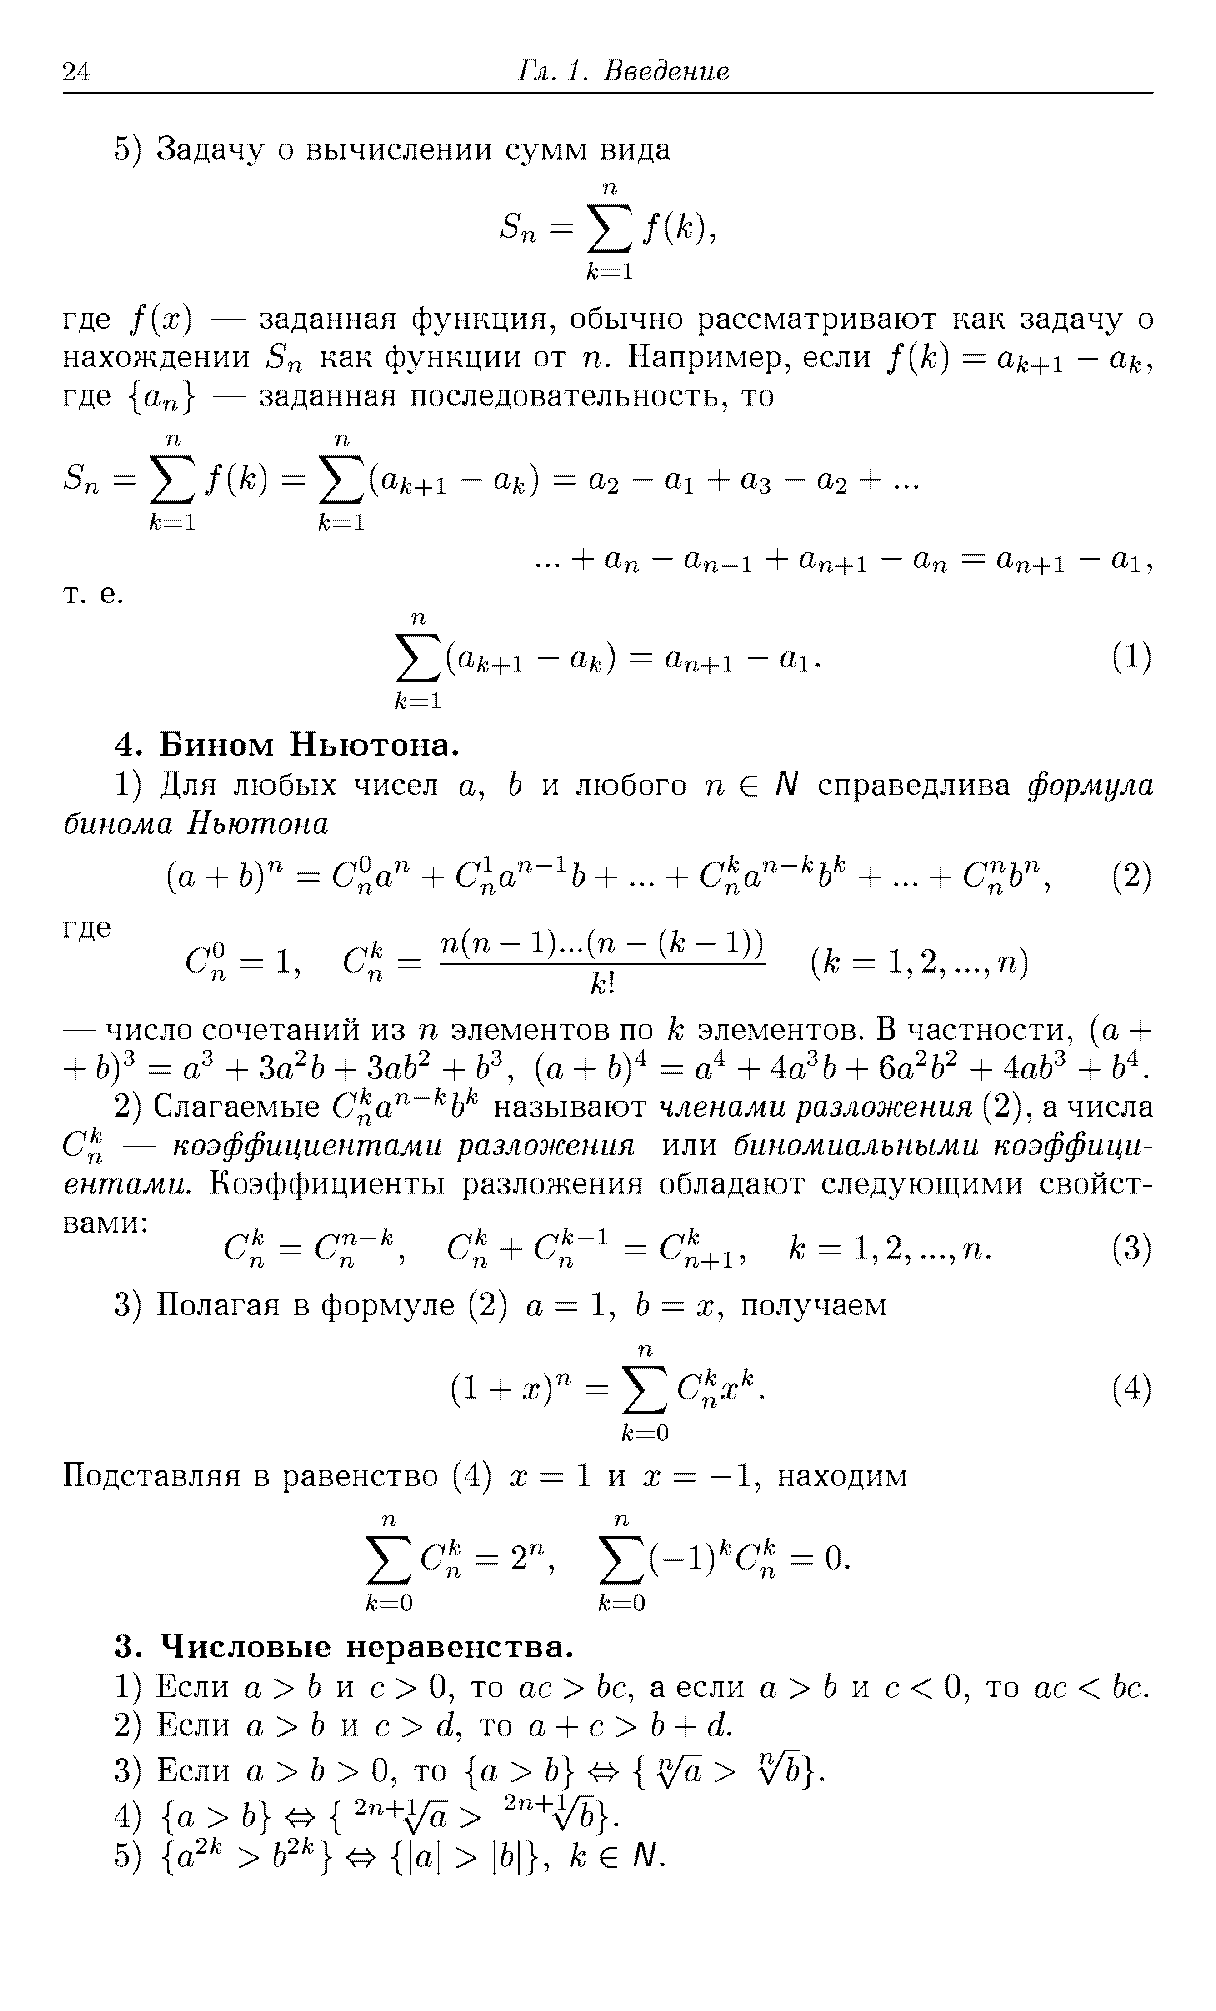 24 Гл. 1. Введение
5) Задачу о вычислении сумм вида
$S_n = \sum_{k=1}^{n} f(k),$
где $f(x)$ — заданная функция, обычно рассматривают как задачу о
нахождении $S_n$ как функции от $n$. Например, если $f(k) = a_{k+1} - a_k$,
где $\{a_n\}$ — заданная последовательность, то
$S_n = \sum_{k=1}^{n} f(k) = \sum_{k=1}^{n} (a_{k+1} - a_k) = a_2 - a_1 + a_3 - a_2 + ...$
$... + a_n - a_{n-1} + a_{n+1} - a_n = a_{n+1} - a_1,$
т. е.
$\sum_{k=1}^{n} (a_{k+1} - a_k) = a_{n+1} - a_1.$ (1)
4. Бином Ньютона.
1) Для любых чисел $a$, $b$ и любого $n \in N$ справедлива формула
бинома Ньютона
$(a + b)^n = C_n^0 a^n + C_n^1 a^{n-1} b + ... + C_n^k a^{n-k} b^k + ... + C_n^n b^n,$ (2)
где
$C_n^0 = 1, \quad C_n^k = \frac{n(n-1)...(n-(k-1))}{k!} \quad (k = 1, 2, ..., n)$
— число сочетаний из $n$ элементов по $k$ элементов. В частности, $(a +$
$+ b)^3 = a^3 + 3a^2b + 3ab^2 + b^3, \ (a + b)^4 = a^4 + 4a^3b + 6a^2b^2 + 4ab^3 + b^4.$
2) Слагаемые $C_n^k a^{n-k} b^k$ называют членами разложения (2), а числа
$C_n^k$ — коэффициентами разложения или биномиальными коэффици-
ентами. Коэффициенты разложения обладают следующими свойст-
вами:
$C_n^k = C_n^{n-k}, \quad C_n^k + C_n^{k-1} = C_{n+1}^k, \quad k = 1, 2, ..., n.$ (3)
3) Полагая в формуле (2) $a = 1$, $b = x$, получаем
$(1 + x)^n = \sum_{k=0}^{n} C_n^k x^k.$ (4)
Подставляя в равенство (4) $x = 1$ и $x = -1$, находим
$\sum_{k=0}^{n} C_n^k = 2^n, \quad \sum_{k=0}^{n} (-1)^k C_n^k = 0.$
3. Числовые неравенства.
1) Если $a > b$ и $c > 0$, то $ac > bc$, а если $a > b$ и $c < 0$, то $ac < bc$.
2) Если $a > b$ и $c > d$, то $a + c > b + d$.
3) Если $a > b > 0$, то $\{a > b\} \Leftrightarrow \{\sqrt[n]{a} > \sqrt[n]{b}\}$.
4) $\{a > b\} \Leftrightarrow \{\sqrt[2n+1]{a} > \sqrt[2n+1]{b}\}$.
5) $\{a^{2k} > b^{2k}\} \Leftrightarrow \{|a| > |b|\}, \ k \in N$.